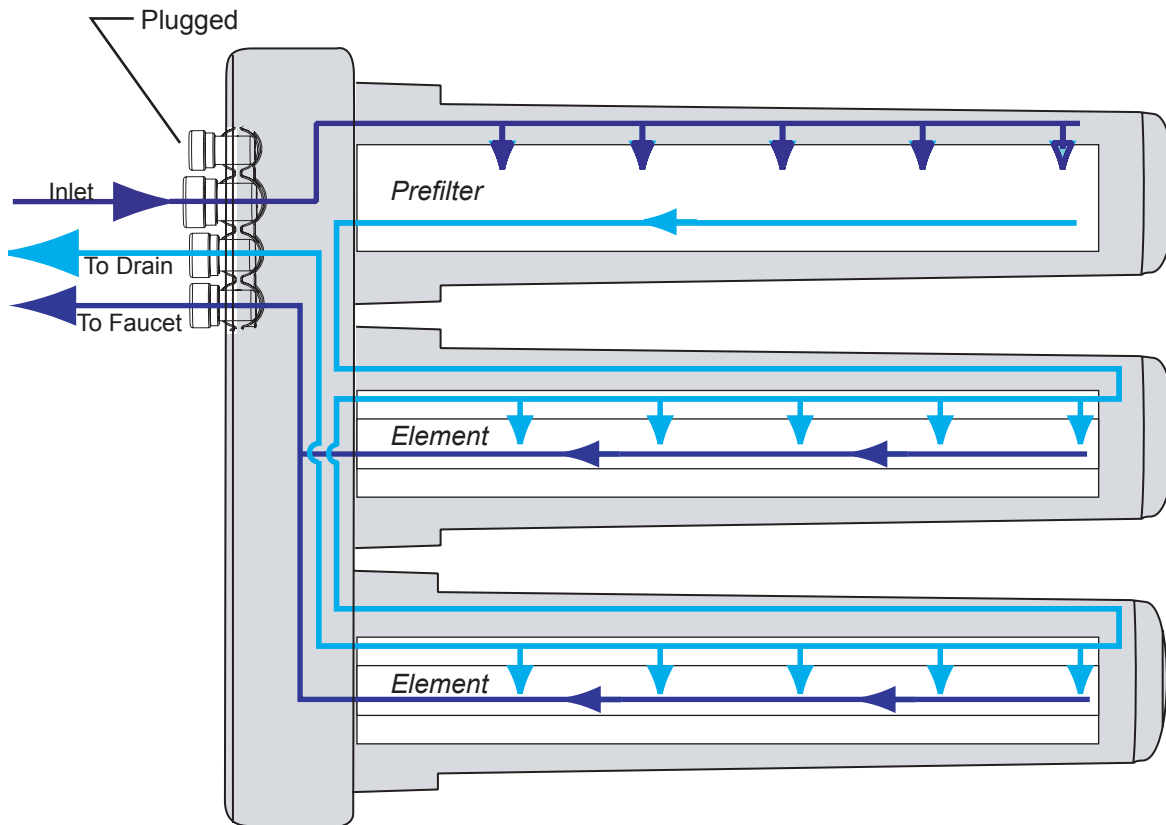 Plugged
Inlet
Prefilter
To Drain
To Faucet
Element
Element